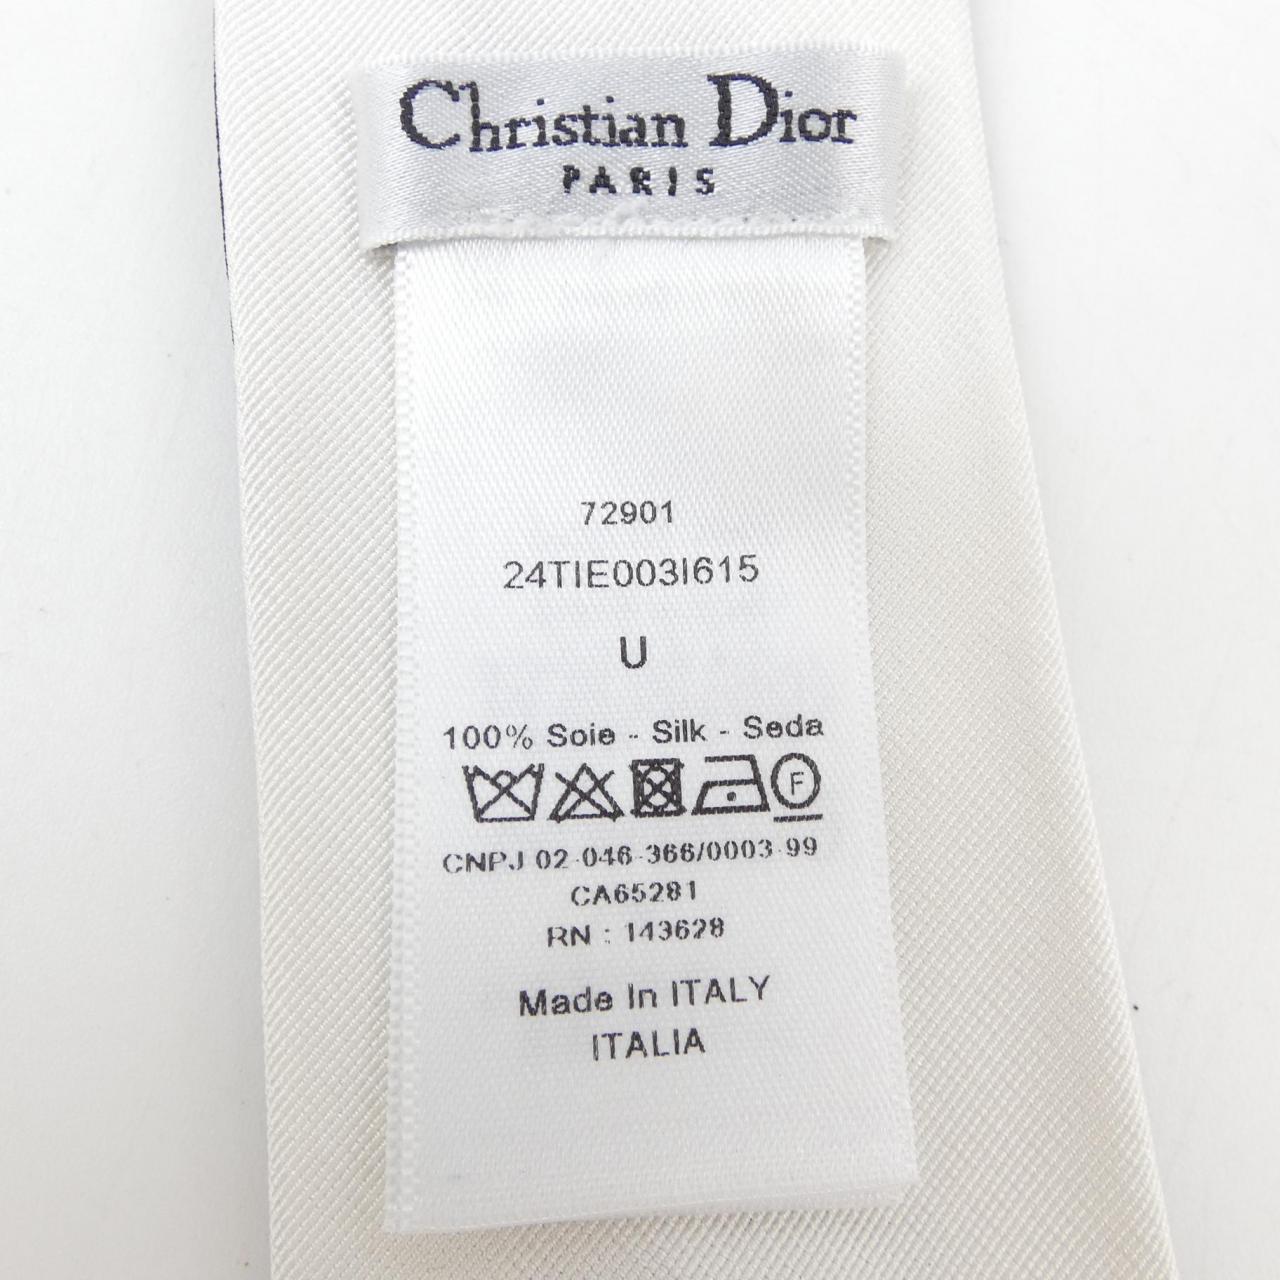 Christian Dior
PARIS
72901
24TIE003I615
U
100% Soie - Silk - Seda
F
CNPJ 02-046-366/0003-99
CA65281
RN : 143628
Made In ITALY
ITALIA